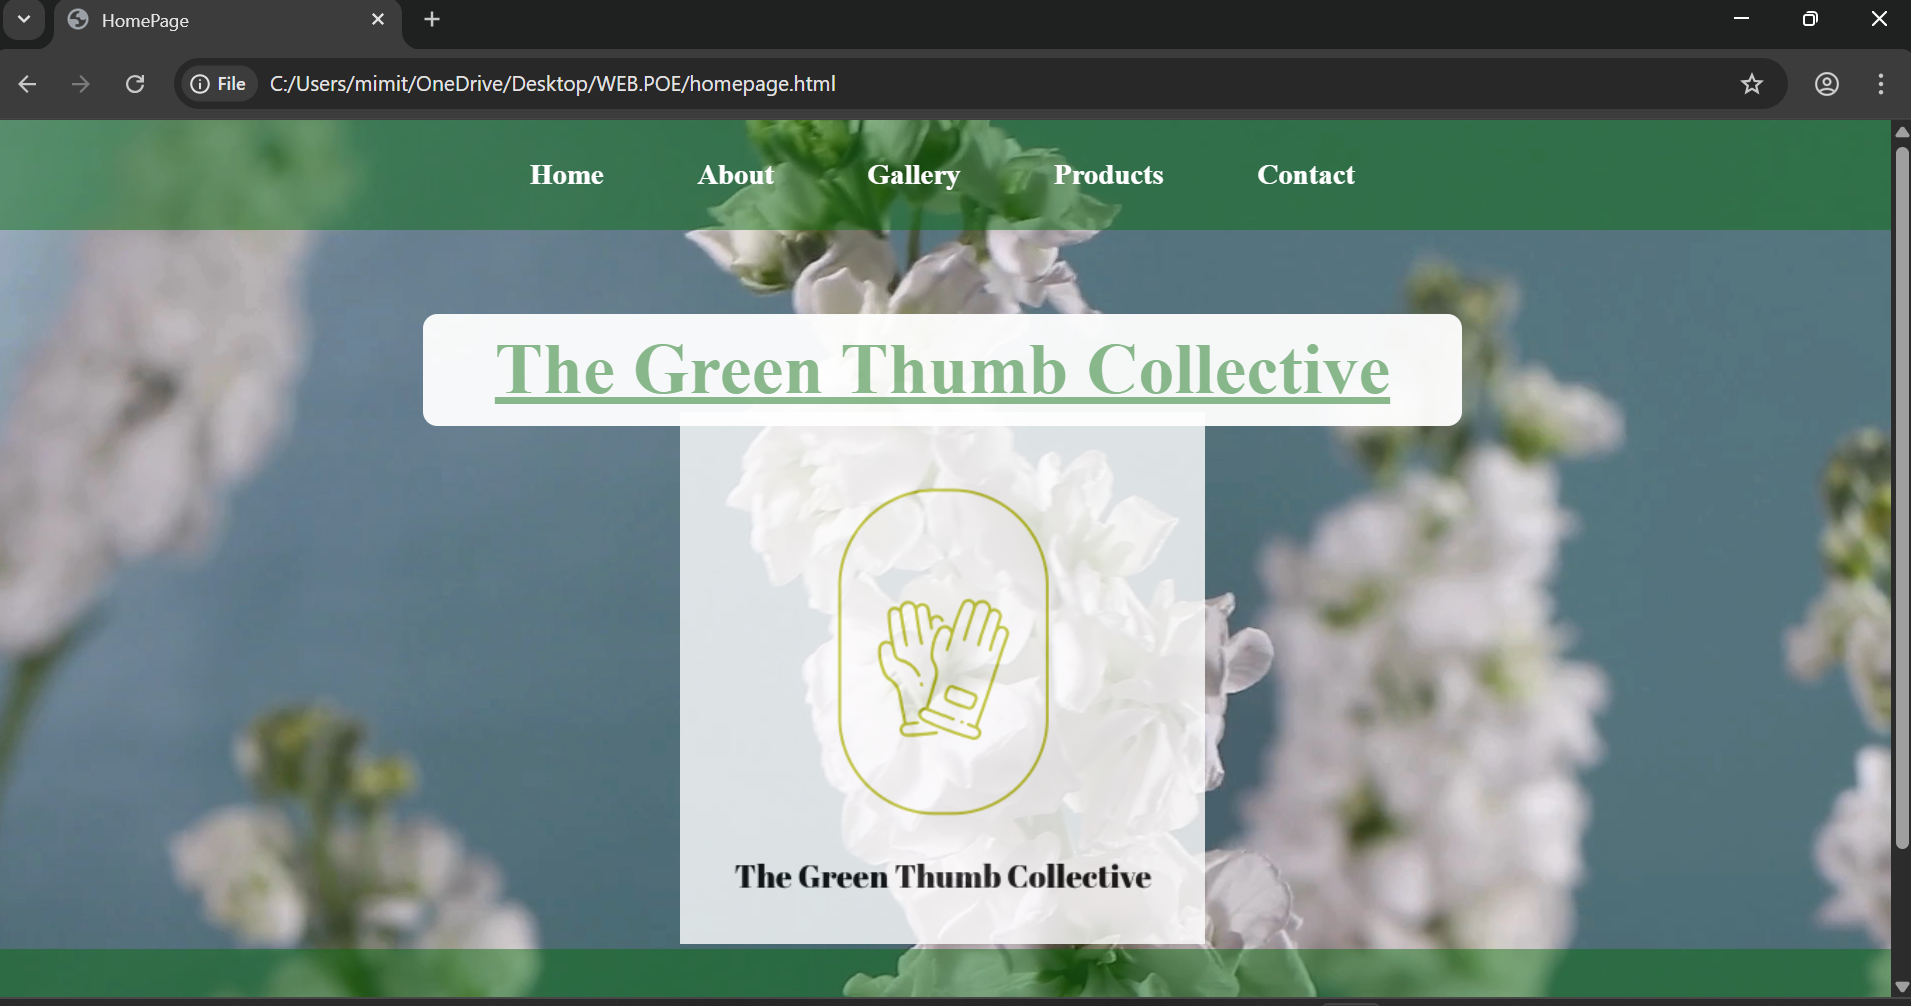 HomePage
File C:/Users/mimit/OneDrive/Desktop/WEB.POE/homepage.html
Home About Gallery Products Contact
The Green Thumb Collective
The Green Thumb Collective